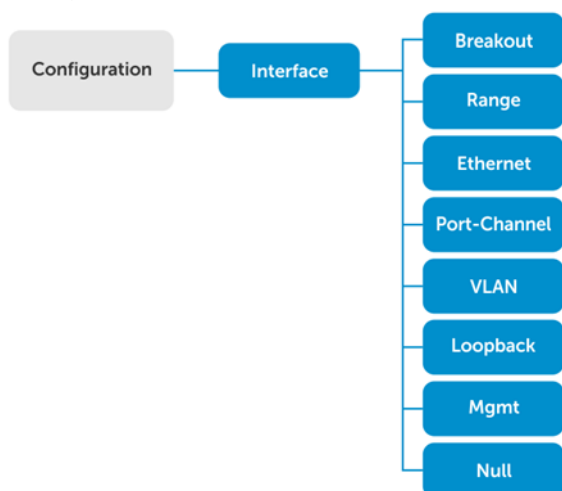 Configuration
Interface
Breakout
Range
Ethernet
Port-Channel
VLAN
Loopback
Mgmt
Null